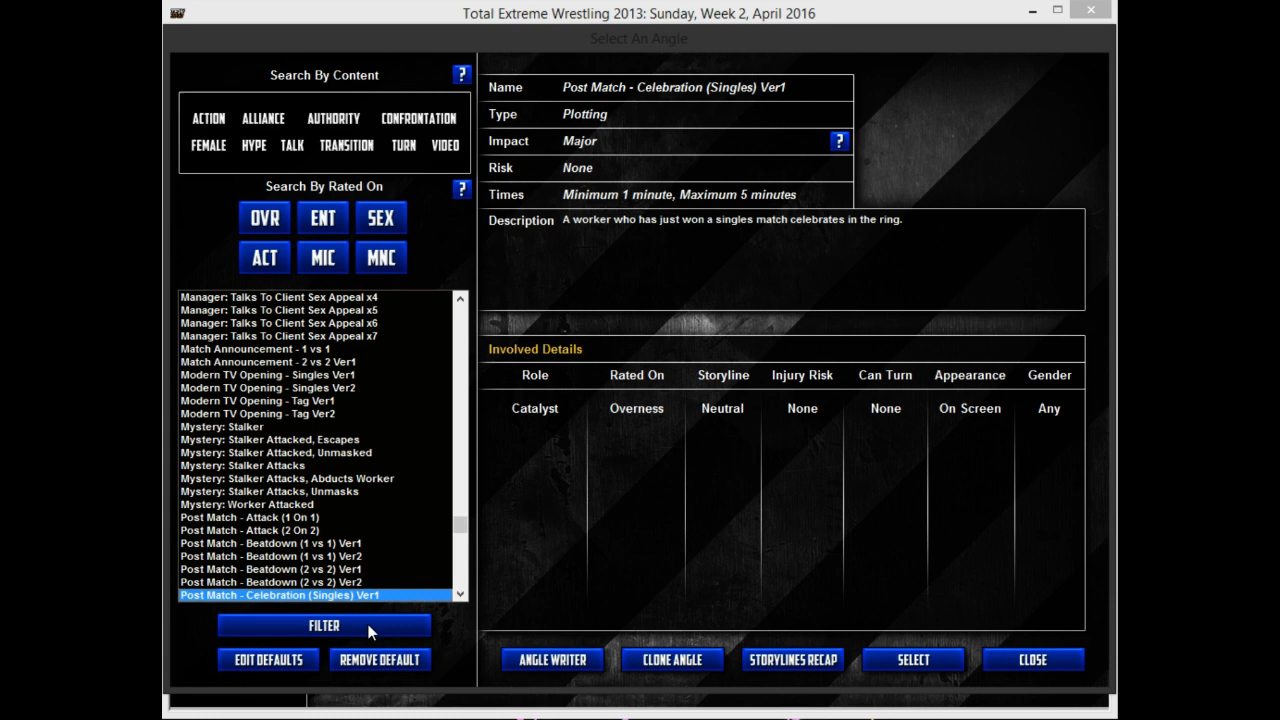 Total Extreme Wrestling 2013: Sunday, Week 2, April 2016
Select An Angle
Search By Content
?
ACTION ALLIANCE AUTHORITY CONFRONTATION
FEMALE HYPE TALK TRANSITION TURN VIDEO
Search By Rated On
?
OVR ENT SEX
ACT MIC MNC
Manager: Talks To Client Sex Appeal x4
Manager: Talks To Client Sex Appeal x5
Manager: Talks To Client Sex Appeal x6
Manager: Talks To Client Sex Appeal x7
Match Announcement - 1 vs 1
Match Announcement - 2 vs 2 Ver1
Modern TV Opening - Singles Ver1
Modern TV Opening - Singles Ver2
Modern TV Opening - Tag Ver1
Modern TV Opening - Tag Ver2
Mystery: Stalker
Mystery: Stalker Attacked, Escapes
Mystery: Stalker Attacked, Unmasked
Mystery: Stalker Attacks
Mystery: Stalker Attacks, Abducts Worker
Mystery: Stalker Attacks, Unmasks
Mystery: Worker Attacked
Post Match - Attack (1 On 1)
Post Match - Attack (2 On 2)
Post Match - Beatdown (1 vs 1) Ver1
Post Match - Beatdown (1 vs 1) Ver2
Post Match - Beatdown (2 vs 2) Ver1
Post Match - Beatdown (2 vs 2) Ver2
Post Match - Celebration (Singles) Ver1
FILTER
EDIT DEFAULTS REMOVE DEFAULT
Name Post Match - Celebration (Singles) Ver1
Type Plotting
Impact Major ?
Risk None
Times Minimum 1 minute, Maximum 5 minutes
Description A worker who has just won a singles match celebrates in the ring.
Involved Details
Role Rated On Storyline Injury Risk Can Turn Appearance Gender
Catalyst Overness Neutral None None On Screen Any
ANGLE WRITER CLONE ANGLE STORYLINES RECAP SELECT CLOSE